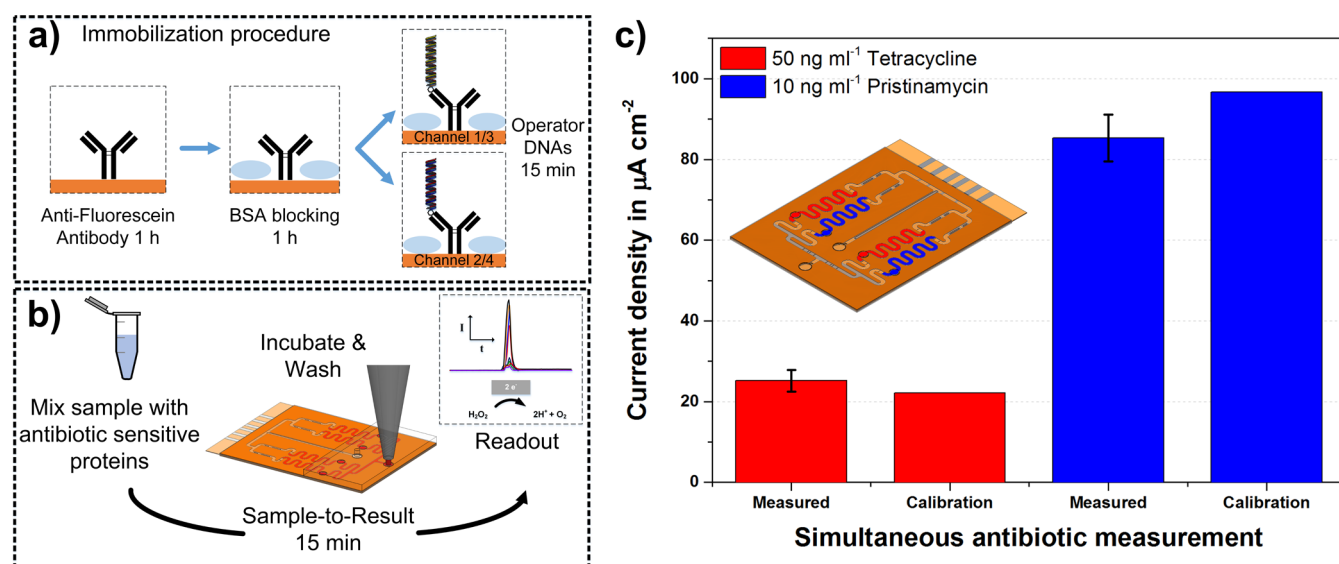 a)
Immobilization procedure
Anti-Fluorescein
Antibody 1 h
BSA blocking
1 h
Channel 1/3
Channel 2/4
Operator
DNAs
15 min
b)
Mix sample with
antibiotic sensitive
proteins
Incubate &
Wash
I
t
2 e⁻
H₂O₂
2H⁺ + O₂
Readout
Sample-to-Result
15 min
c)
50 ng ml⁻¹ Tetracycline
10 ng ml⁻¹ Pristinamycin
Current density in µA cm⁻²
100
80
60
40
20
0
Measured
Calibration
Measured
Calibration
Simultaneous antibiotic measurement